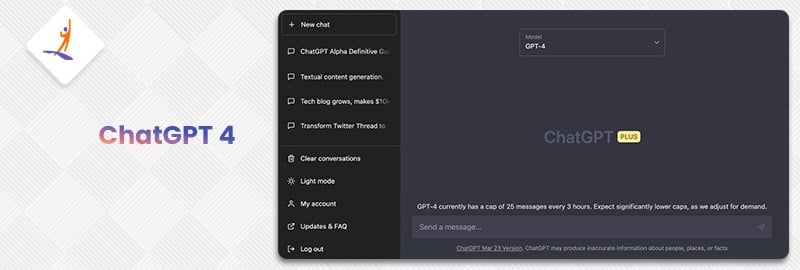 ChatGPT 4
New chat
ChatGPT Alpha Definitive Gu
Textual content generation.
Tech blog grows, makes $10k
Transform Twitter Thread to
Clear conversations
Light mode
My account
Updates & FAQ
Log out
Model
GPT-4
ChatGPT PLUS
GPT-4 currently has a cap of 25 messages every 3 hours. Expect significantly lower caps, as we adjust for demand.
Send a message...
ChatGPT Mar 23 Version. ChatGPT may produce inaccurate information about people, places, or facts